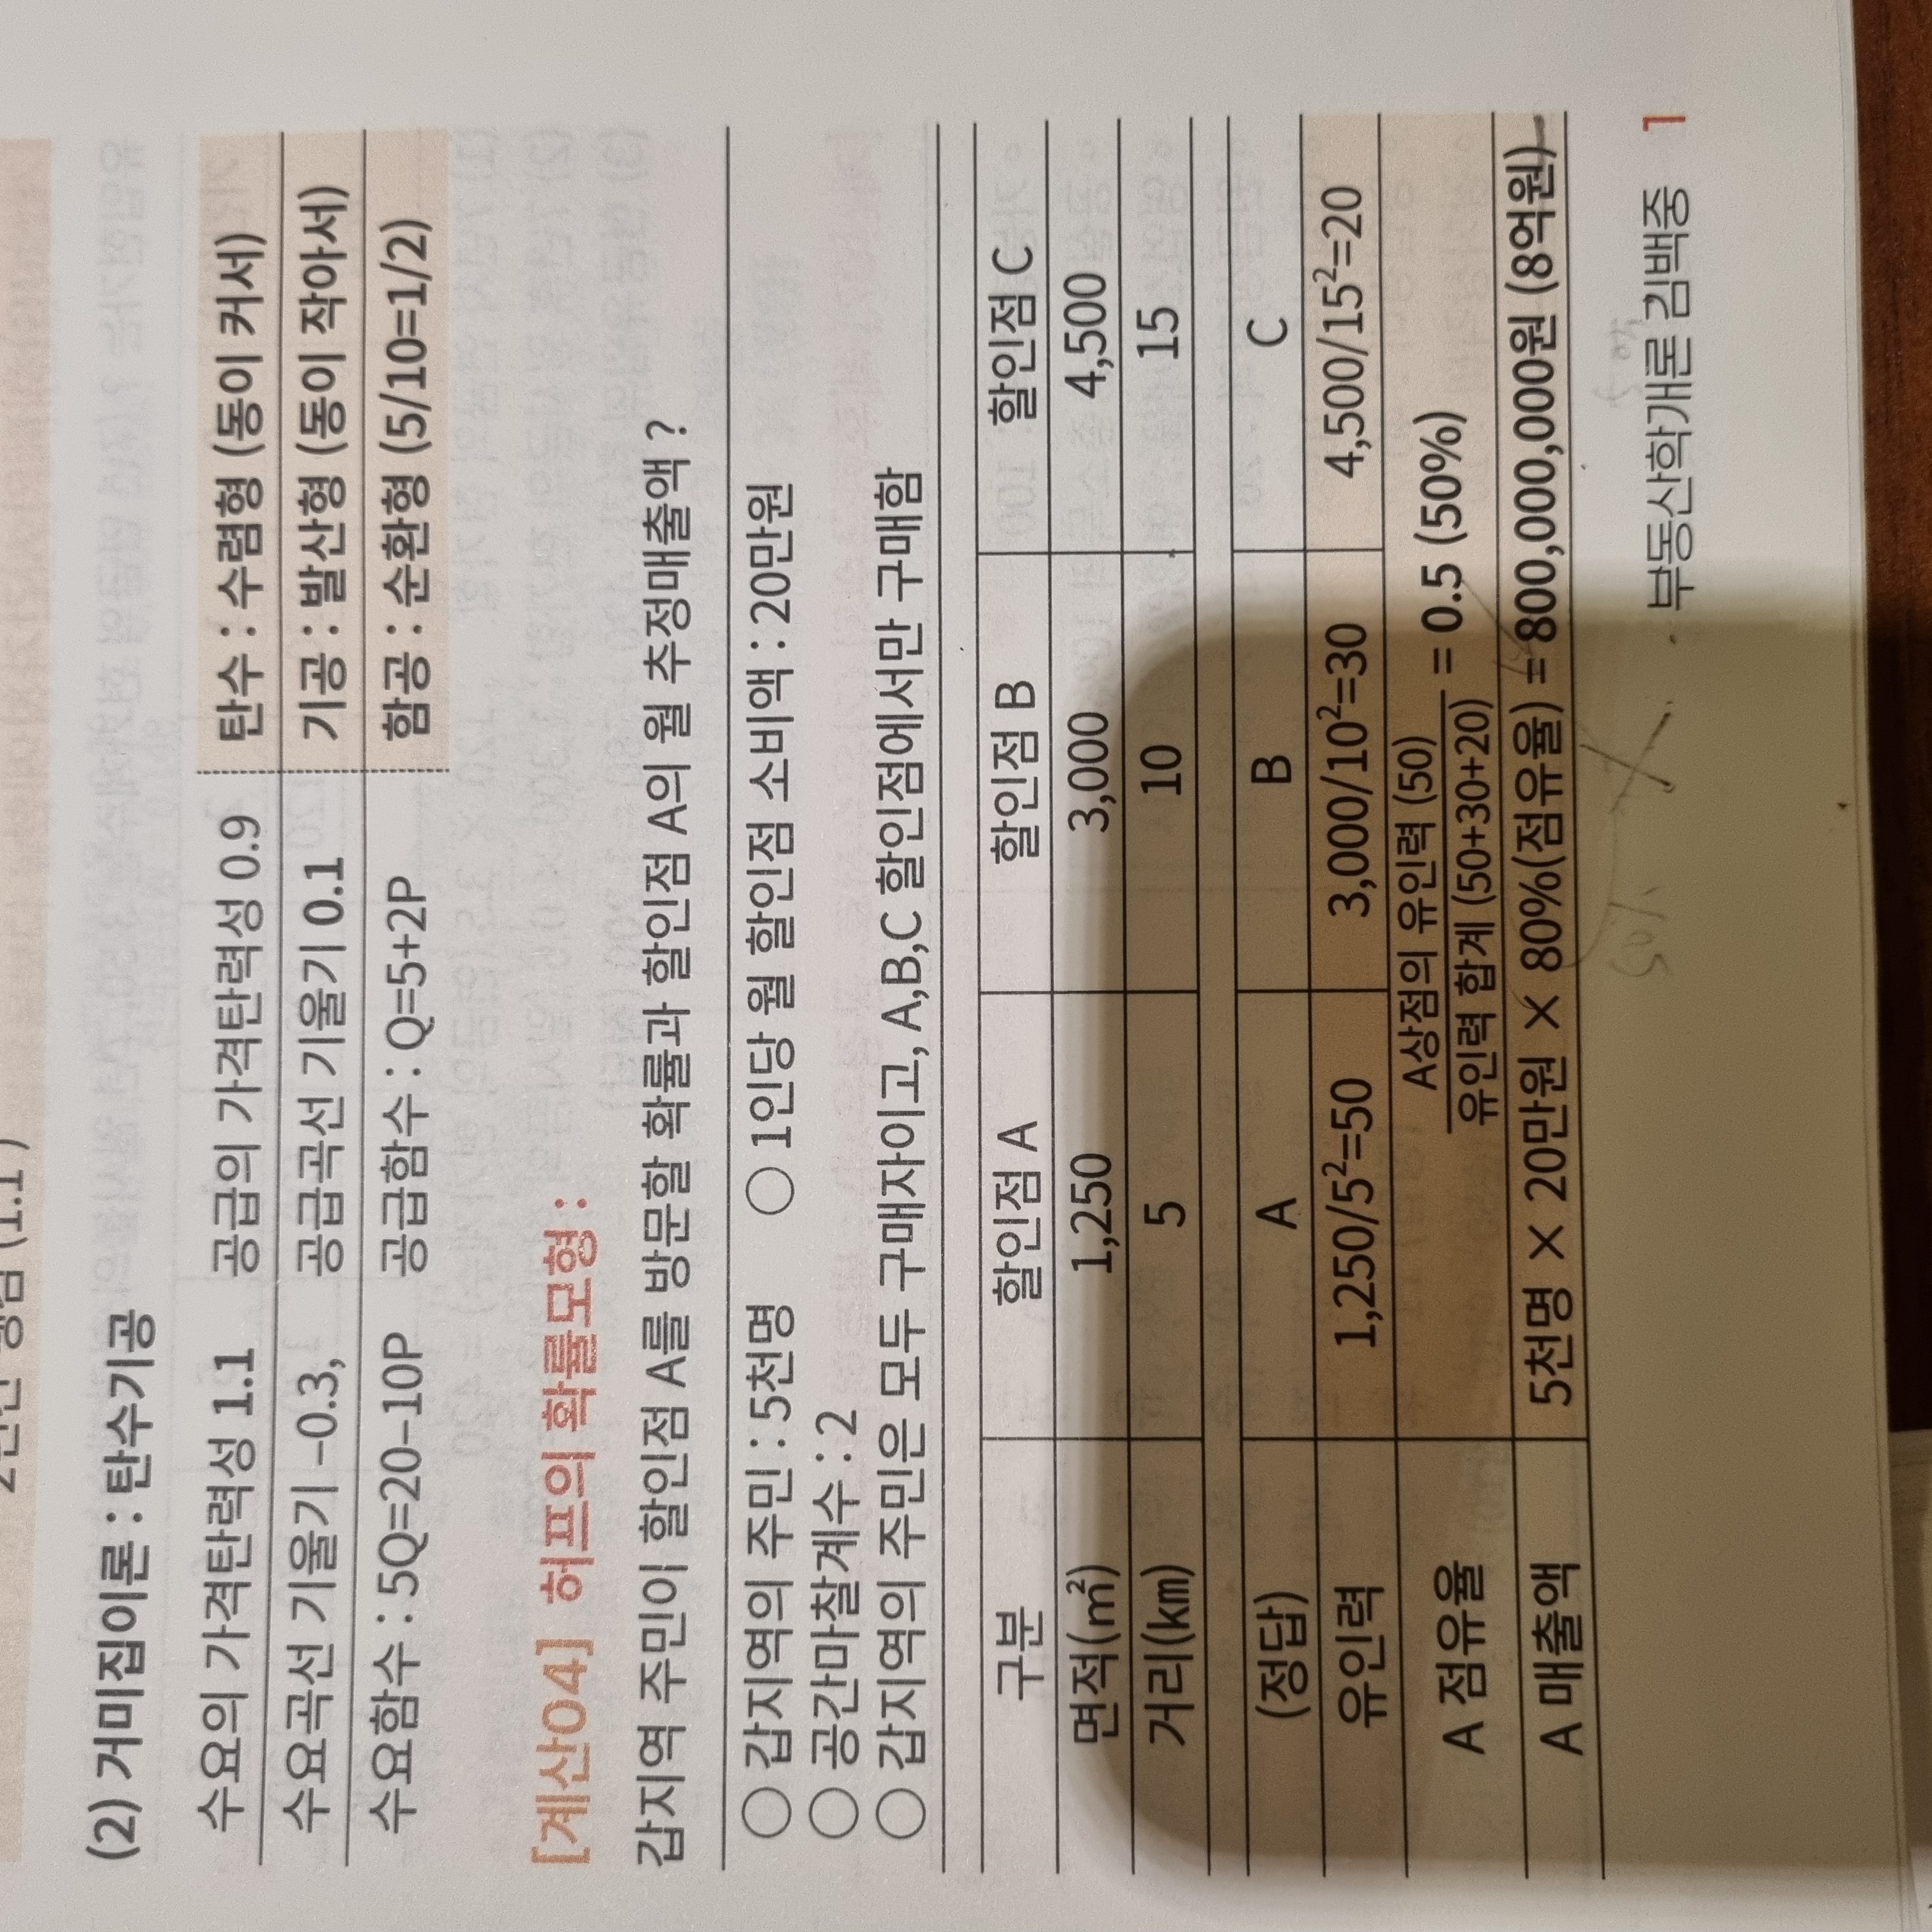 (2) 거미집이론 : 탄수기공
수요의 가격탄력성 1.1 공급의 가격탄력성 0.9 탄수 : 수렴형 (동이 커서)
수요곡선 기울기 –0.3, 공급곡선 기울기 0.1 기공 : 발산형 (동이 작아서)
수요함수 : 5Q=20–10P 공급함수 : Q=5+2P 함공 : 순환형 (5/10=1/2)
[계산04] 허프의 확률모형 :
갑지역 주민이 할인점 A를 방문할 확률과 할인점 A의 월 추정매출액 ?
○ 갑지역의 주민 : 5천명 ○ 1인당 월 할인점 소비액 : 20만원
○ 공간마찰계수 : 2
○ 갑지역의 주민은 모두 구매자이고, A,B,C 할인점에서만 구매함
구분 할인점 A 할인점 B 할인점 C
면적(㎡) 1,250 3,000 4,500
거리(㎞) 5 10 15
(정답) A B C
유인력 1,250/5²=50 3,000/10²=30 4,500/15²=20
A 점유율 A상점의 유인력 (50) / 유인력 합계 (50+30+20) = 0.5 (50%)
A 매출액 5천명 × 20만원 × 80%(점유율) = 800,000,000원 (8억원)
부동산학개론 김백중 1